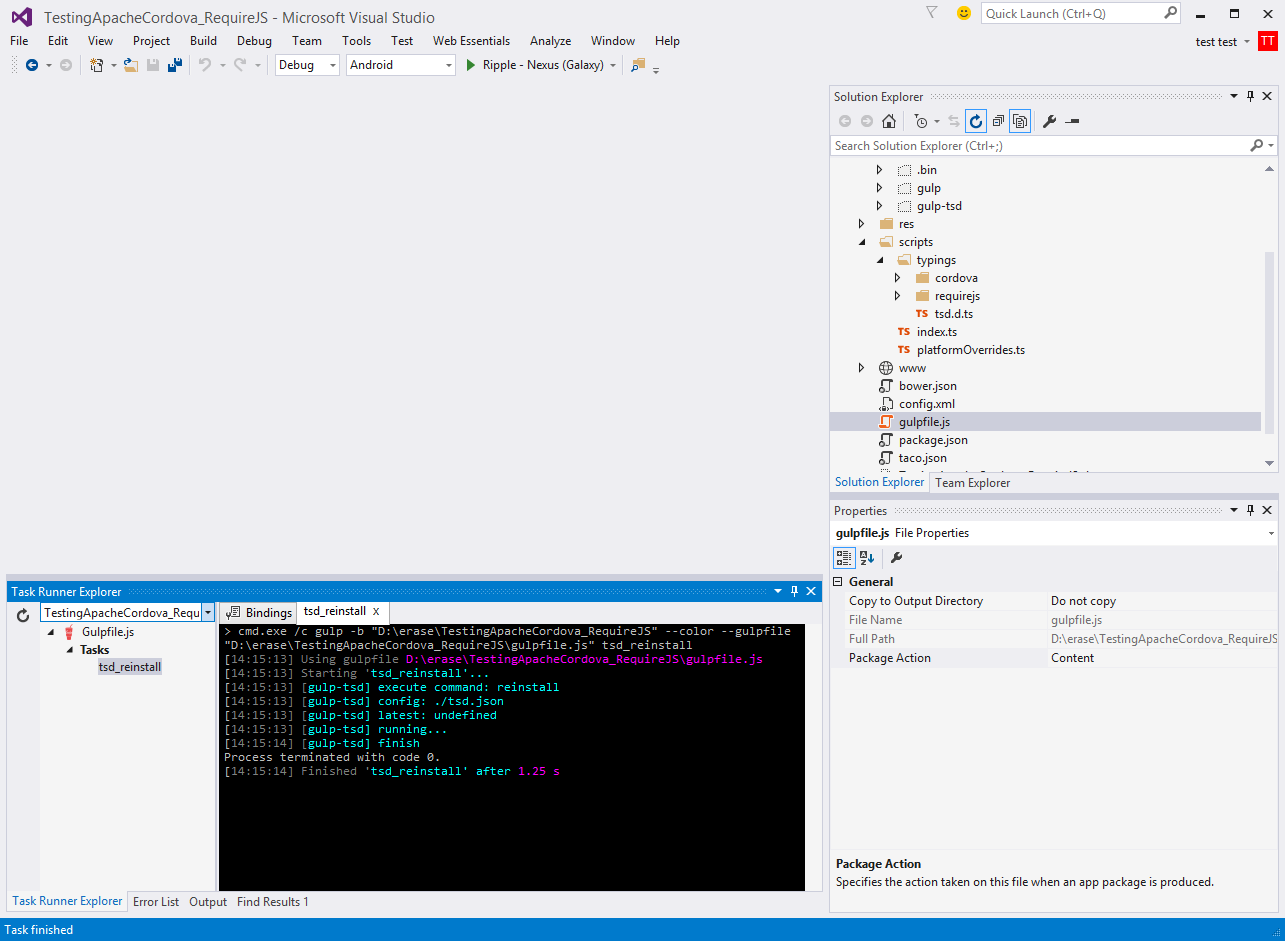 TestingApacheCordova_RequireJS - Microsoft Visual Studio
Quick Launch (Ctrl+Q)
File Edit View Project Build Debug Team Tools Test Web Essentials Analyze Window Help
test test TT
Debug Android Ripple - Nexus (Galaxy)
Solution Explorer
Search Solution Explorer (Ctrl+;)
.bin
gulp
gulp-tsd
res
scripts
typings
cordova
requirejs
TS tsd.d.ts
TS index.ts
TS platformOverrides.ts
www
bower.json
config.xml
gulpfile.js
package.json
taco.json
Solution Explorer Team Explorer
Properties
gulpfile.js File Properties
General
Copy to Output Directory Do not copy
File Name gulpfile.js
Full Path D:\erase\TestingApacheCordova_RequireJS
Package Action Content
Package Action
Specifies the action taken on this file when an app package is produced.
Task Runner Explorer
TestingApacheCordova_Requ
Gulpfile.js
Tasks
tsd_reinstall
Bindings tsd_reinstall x
> cmd.exe /c gulp -b "D:\erase\TestingApacheCordova_RequireJS" --color --gulpfile
"D:\erase\TestingApacheCordova_RequireJS\gulpfile.js" tsd_reinstall
[14:15:13] Using gulpfile D:\erase\TestingApacheCordova_RequireJS\gulpfile.js
[14:15:13] Starting 'tsd_reinstall'...
[14:15:13] [gulp-tsd] execute command: reinstall
[14:15:13] [gulp-tsd] config: ./tsd.json
[14:15:13] [gulp-tsd] latest: undefined
[14:15:13] [gulp-tsd] running...
[14:15:14] [gulp-tsd] finish
Process terminated with code 0.
[14:15:14] Finished 'tsd_reinstall' after 1.25 s
Task Runner Explorer Error List Output Find Results 1
Task finished